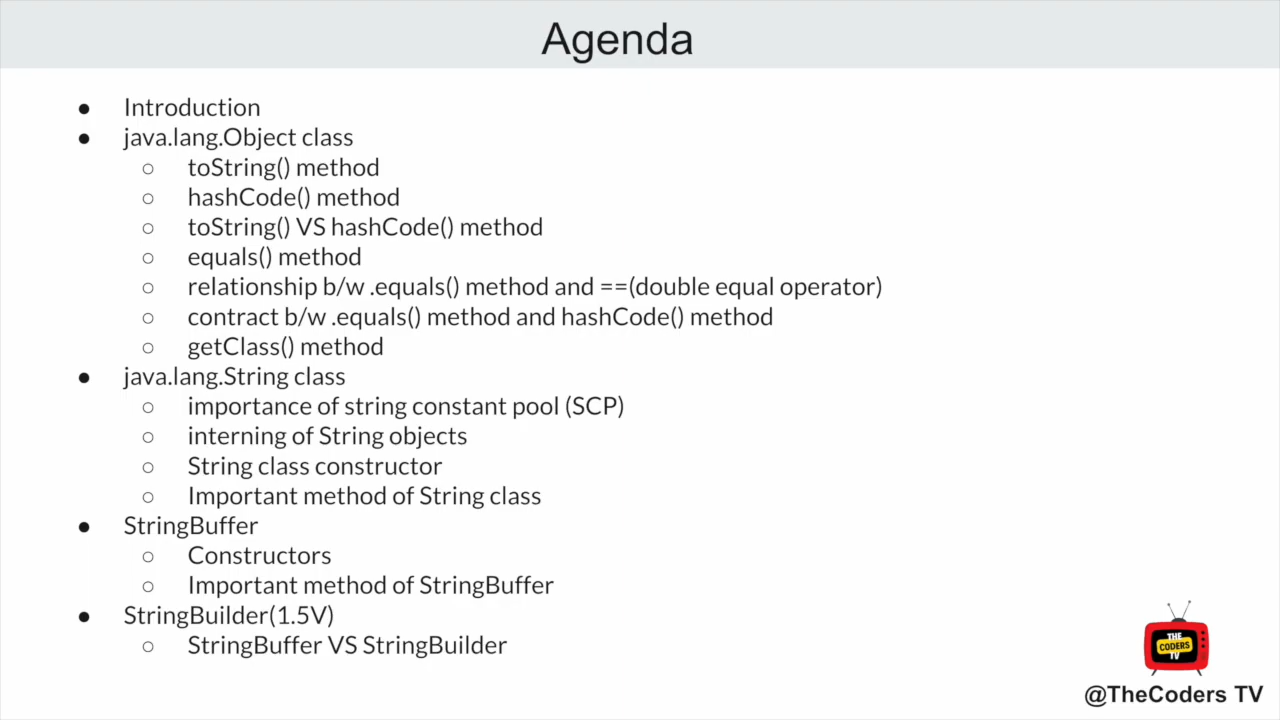 Agenda
● Introduction
● java.lang.Object class
○ toString() method
○ hashCode() method
○ toString() VS hashCode() method
○ equals() method
○ relationship b/w .equals() method and ==(double equal operator)
○ contract b/w .equals() method and hashCode() method
○ getClass() method
● java.lang.String class
○ importance of string constant pool (SCP)
○ interning of String objects
○ String class constructor
○ Important method of String class
● StringBuffer
○ Constructors
○ Important method of StringBuffer
● StringBuilder(1.5V)
○ StringBuffer VS StringBuilder
THE
CODERS
TV
@TheCoders TV